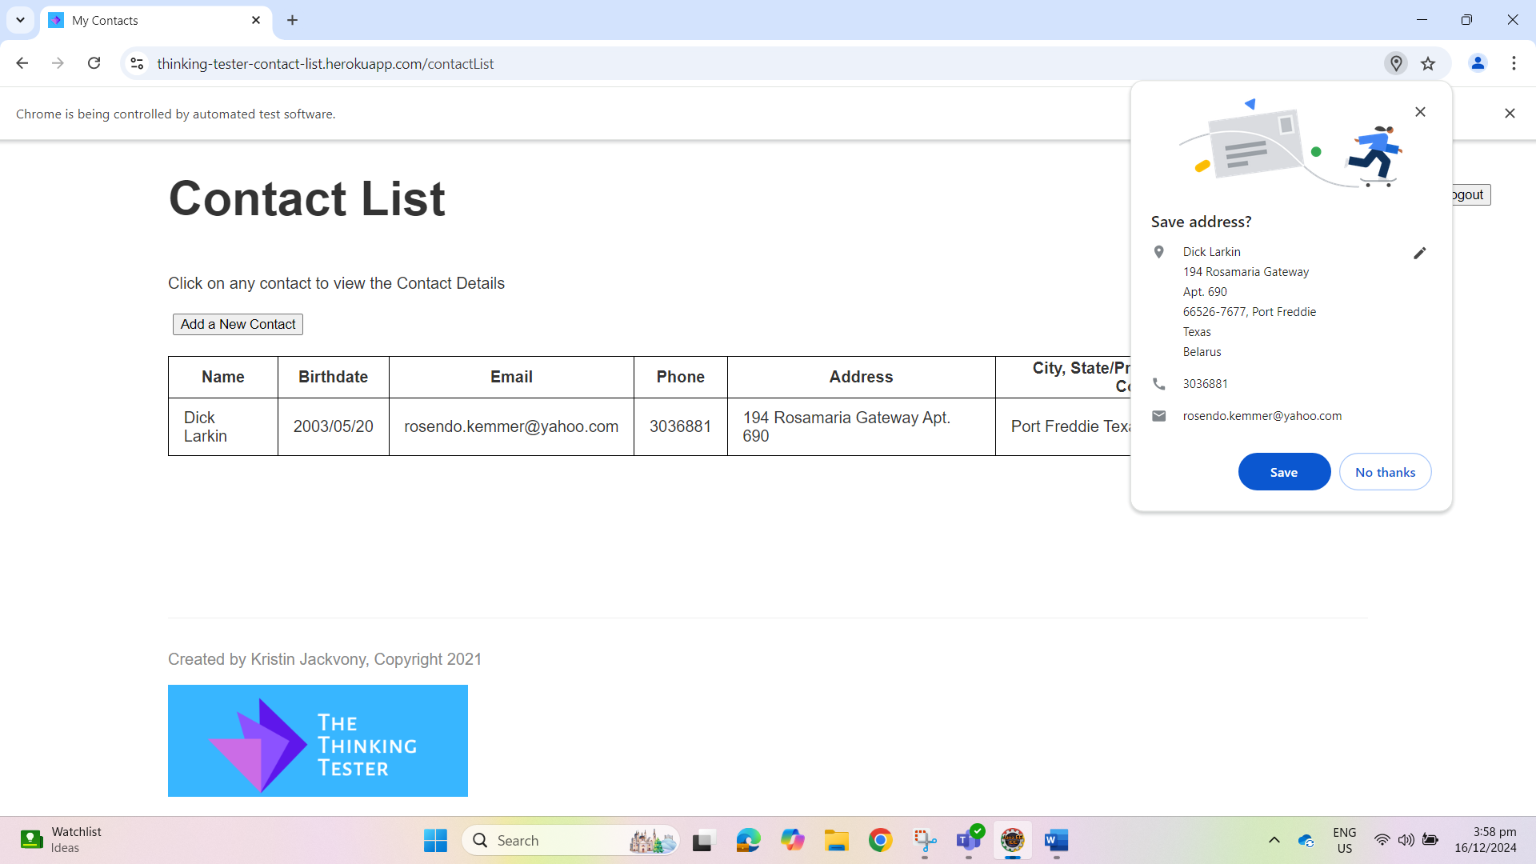 My Contacts
thinking-tester-contact-list.herokuapp.com/contactList
Chrome is being controlled by automated test software.
Contact List
Click on any contact to view the Contact Details
Add a New Contact
Name Birthdate Email Phone Address City, State/Pr
Dick Larkin 2003/05/20 rosendo.kemmer@yahoo.com 3036881 194 Rosamaria Gateway Apt. 690 Port Freddie Tex
ogout
Save address?
Dick Larkin
194 Rosamaria Gateway
Apt. 690
66526-7677, Port Freddie
Texas
Belarus
3036881
rosendo.kemmer@yahoo.com
Save
No thanks
Created by Kristin Jackvony, Copyright 2021
THE
THINKING
TESTER
Watchlist
Ideas
Search
ENG
US
3:58 pm
16/12/2024